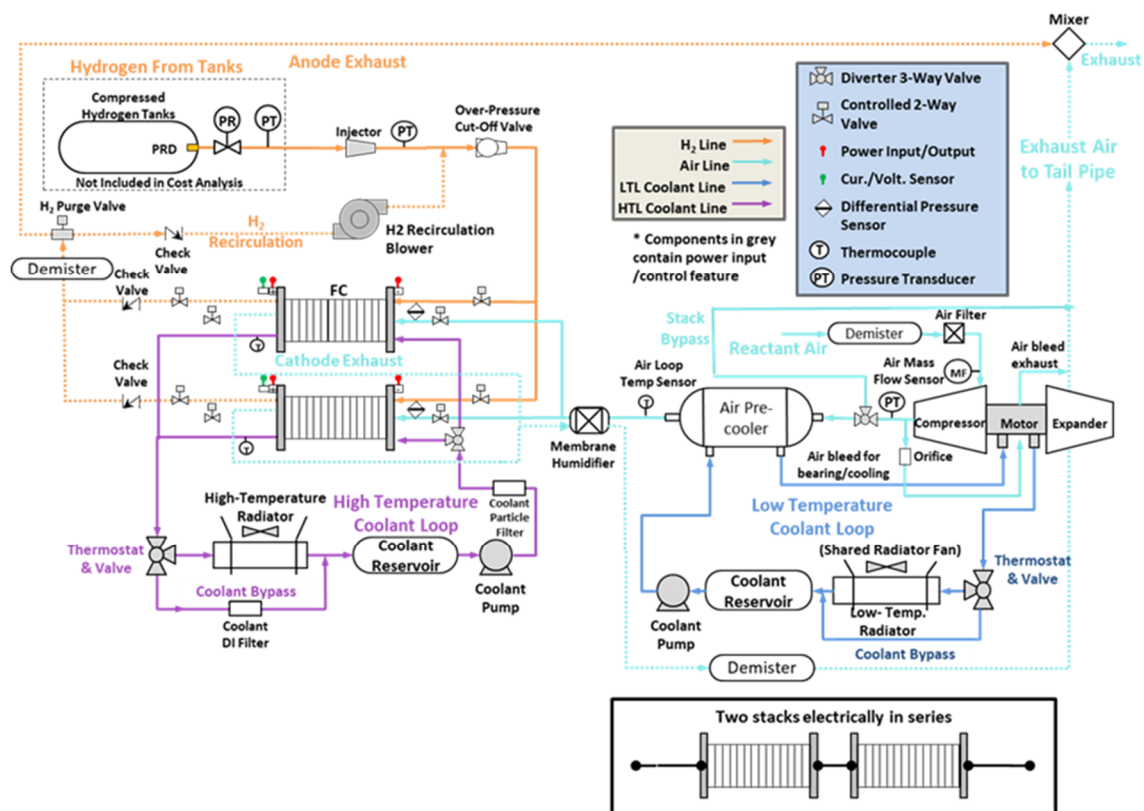 Mixer
Exhaust
Hydrogen From Tanks
Anode Exhaust
Compressed
Hydrogen Tanks
PR
PT
PRD
Not Included in Cost Analysis
Injector
PT
Over-Pressure
Cut-Off Valve
H2 Line
Air Line
LTL Coolant Line
HTL Coolant Line
* Components in grey
contain power input
/control feature
Diverter 3-Way Valve
Controlled 2-Way
Valve
Power Input/Output
Cur./Volt. Sensor
Differential Pressure
Sensor
T
Thermocouple
PT
Pressure Transducer
Exhaust Air
to Tail Pipe
H2 Purge Valve
Check
Valve
H2
Recirculation
H2 Recirculation
Blower
Demister
Check
Valve
FC
T
Cathode Exhaust
Check
Valve
T
Stack
Bypass
Reactant Air
Demister
Air Filter
Air Loop
Temp Sensor
T
Air Pre-
cooler
Air Mass
Flow Sensor
MF
PT
Air bleed
exhaust
Compressor
Motor
Expander
Orifice
Air bleed for
bearing/cooling
Membrane
Humidifier
High-Temperature
Radiator
High Temperature
Coolant Loop
Coolant
Particle
Filter
Thermostat
& Valve
Coolant Bypass
Coolant
DI Filter
Coolant
Reservoir
Coolant
Pump
Low Temperature
Coolant Loop
(Shared Radiator Fan)
Thermostat
& Valve
Coolant
Reservoir
Low- Temp.
Radiator
Coolant
Pump
Coolant Bypass
Demister
Two stacks electrically in series